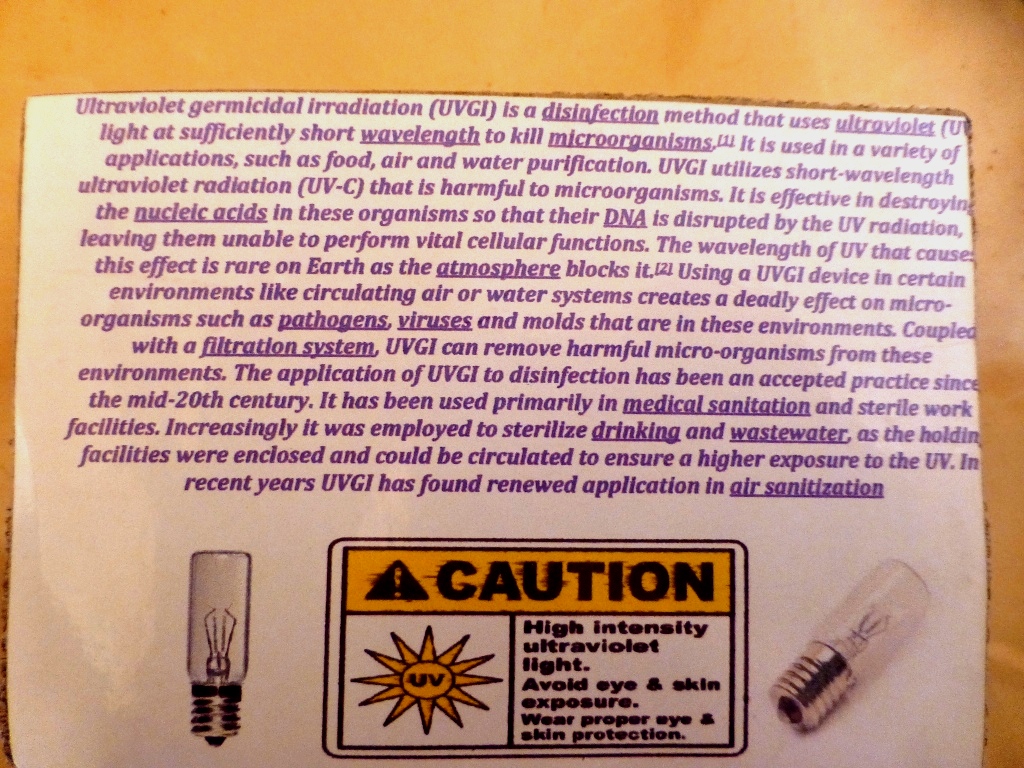 Ultraviolet germicidal irradiation (UVGI) is a disinfection method that uses ultraviolet (UV
light at sufficiently short wavelength to kill microorganisms.[1] It is used in a variety of
applications, such as food, air and water purification. UVGI utilizes short-wavelength
ultraviolet radiation (UV-C) that is harmful to microorganisms. It is effective in destroying
the nucleic acids in these organisms so that their DNA is disrupted by the UV radiation,
leaving them unable to perform vital cellular functions. The wavelength of UV that causes
this effect is rare on Earth as the atmosphere blocks it.[2] Using a UVGI device in certain
environments like circulating air or water systems creates a deadly effect on micro-
organisms such as pathogens, viruses and molds that are in these environments. Coupled
with a filtration system, UVGI can remove harmful micro-organisms from these
environments. The application of UVGI to disinfection has been an accepted practice since
the mid-20th century. It has been used primarily in medical sanitation and sterile work
facilities. Increasingly it was employed to sterilize drinking and wastewater, as the holdin
facilities were enclosed and could be circulated to ensure a higher exposure to the UV. In
recent years UVGI has found renewed application in air sanitization
CAUTION
UV
High intensity
ultraviolet
light.
Avoid eye & skin
exposure.
Wear proper eye &
skin protection.